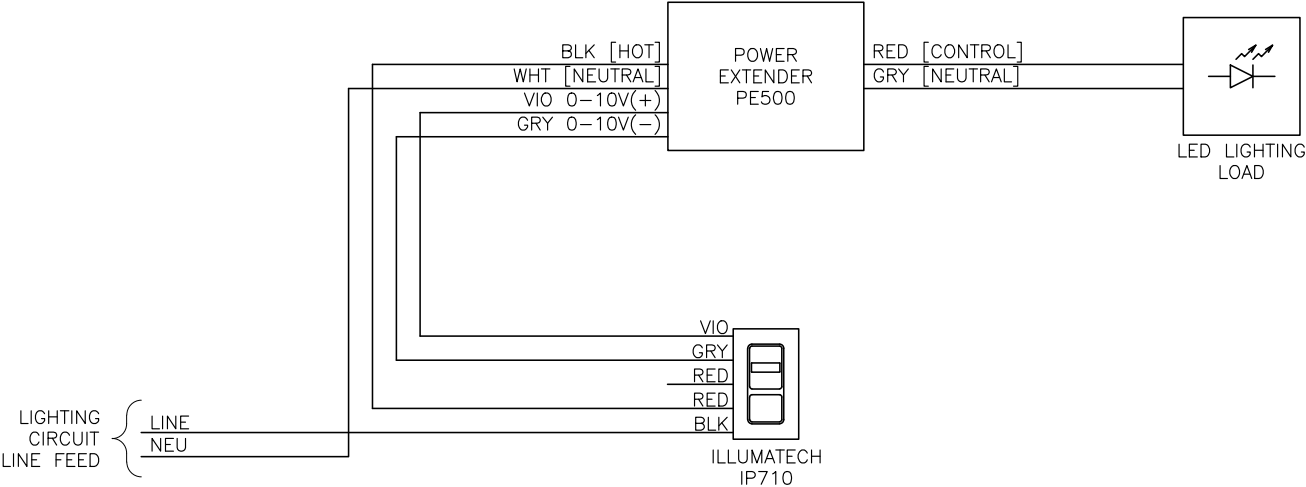 BLK [HOT]
WHT [NEUTRAL]
VIO 0-10V(+)
GRY 0-10V(-)
POWER
EXTENDER
PE500
RED [CONTROL]
GRY [NEUTRAL]
LED LIGHTING
LOAD
VIO
GRY
RED
RED
BLK
LIGHTING
CIRCUIT
LINE FEED
LINE
NEU
ILLUMATECH
IP710